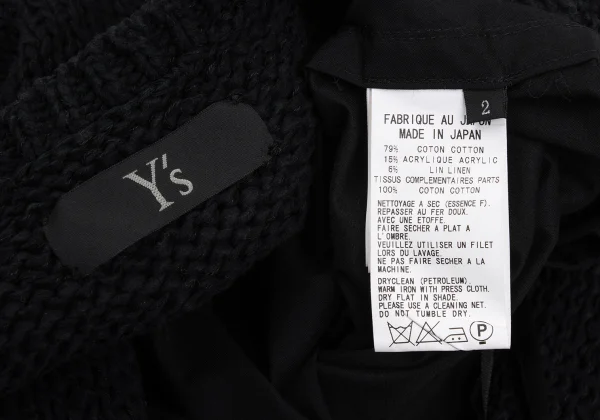 Y's
2
FABRIQUE AU JAPON
MADE IN JAPAN
79% COTON COTTON
15% ACRYLIQUE ACRYLIC
6% LIN LINEN
TISSUS COMPLEMENTAIRES PARTS
100% COTON COTTON
NETTOYAGE A SEC (ESSENCE F).
REPASSER AU FER DOUX.
AVEC UNE ETOFFE.
FAIRE SECHER A PLAT A
L'OMBRE.
VEUILLEZ UTILISER UN FILET
LORS DU LAVAGE.
NE PAS FAIRE SECHER A LA
MACHINE.
DRYCLEAN (PETROLEUM).
WARM IRON WITH PRESS CLOTH.
DRY FLAT IN SHADE.
PLEASE USE A CLEANING NET.
DO NOT TUMBLE DRY.
P